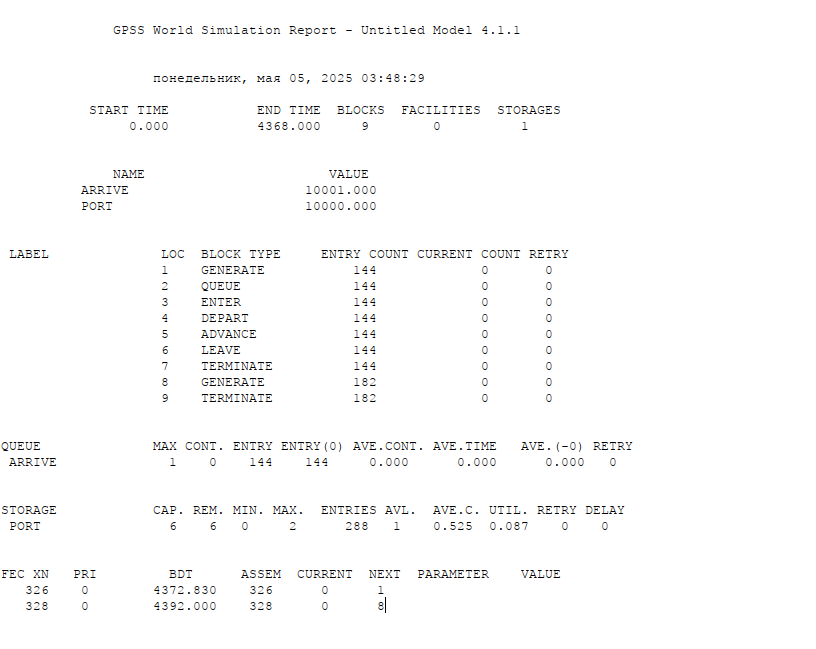 GPSS World Simulation Report - Untitled Model 4.1.1
понедельник, мая 05, 2025 03:48:29
START TIME END TIME BLOCKS FACILITIES STORAGES
0.000 4368.000 9 0 1
NAME VALUE
ARRIVE 10001.000
PORT 10000.000
LABEL LOC BLOCK TYPE ENTRY COUNT CURRENT COUNT RETRY
1 GENERATE 144 0 0
2 QUEUE 144 0 0
3 ENTER 144 0 0
4 DEPART 144 0 0
5 ADVANCE 144 0 0
6 LEAVE 144 0 0
7 TERMINATE 144 0 0
8 GENERATE 182 0 0
9 TERMINATE 182 0 0
QUEUE MAX CONT. ENTRY ENTRY(0) AVE.CONT. AVE.TIME AVE.(-0) RETRY
ARRIVE 1 0 144 144 0.000 0.000 0.000 0
STORAGE CAP. REM. MIN. MAX. ENTRIES AVL. AVE.C. UTIL. RETRY DELAY
PORT 6 6 0 2 288 1 0.525 0.087 0 0
FEC XN PRI BDT ASSEM CURRENT NEXT PARAMETER VALUE
326 0 4372.830 326 0 1
328 0 4392.000 328 0 8